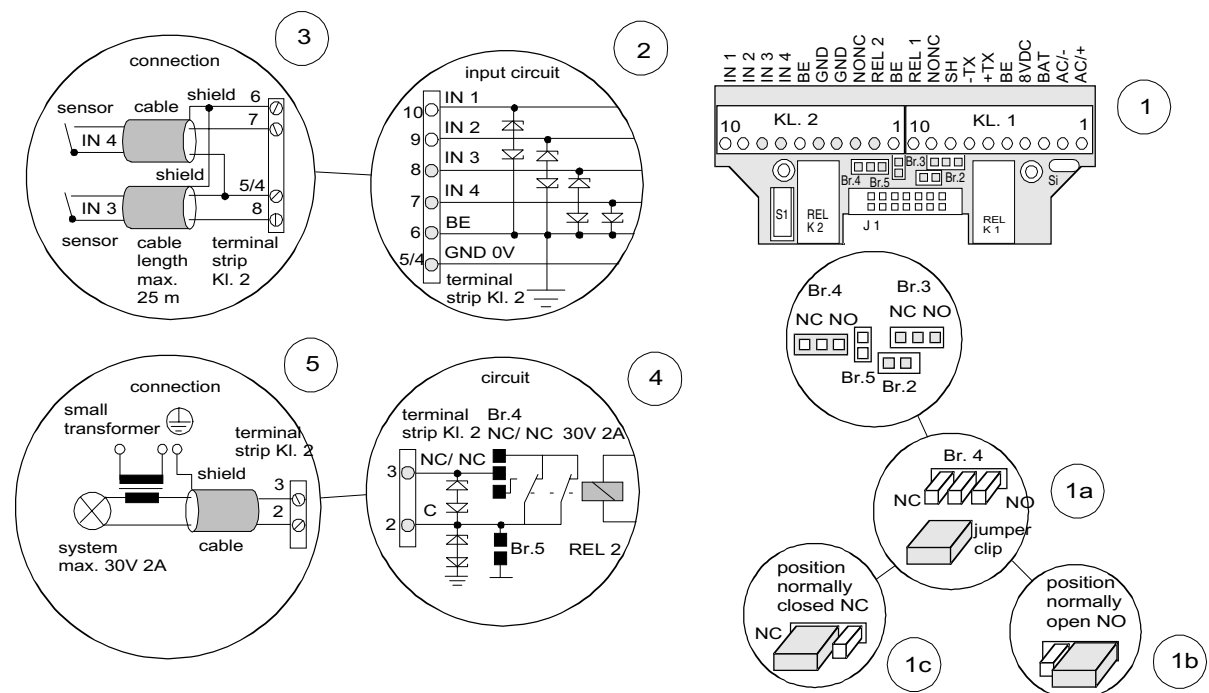 3
connection
sensor
cable
shield
6
7
IN 4
shield
5/4
IN 3
8
sensor
cable
length
max.
25 m
terminal
strip
Kl. 2
2
input circuit
10
IN 1
9
IN 2
8
IN 3
7
IN 4
6
BE
5/4
GND 0V
terminal
strip Kl. 2
1
IN 1
IN 2
IN 3
IN 4
BE
GND
GND
NONC
REL 2
BE
REL 1
NONC
SH
-TX
+TX
BE
8VDC
BAT
AC/-
AC/+
10 KL. 2 1
10 KL. 1 1
Br.4
Br.5
Br.3
Br.2
Si
S1
REL
K 2
J 1
REL
K 1
Br.4
NC NO
Br.3
NC NO
Br.5
Br.2
1a
Br. 4
NC
NO
jumper
clip
position
normally
closed NC
NC
1c
position
normally
open NO
1b
5
connection
small
transformer
terminal
strip Kl. 2
shield
3
2
cable
system
max. 30V 2A
4
circuit
terminal
strip Kl. 2
Br.4
NC/ NC 30V 2A
3
NC/ NC
C
2
Br.5
REL 2